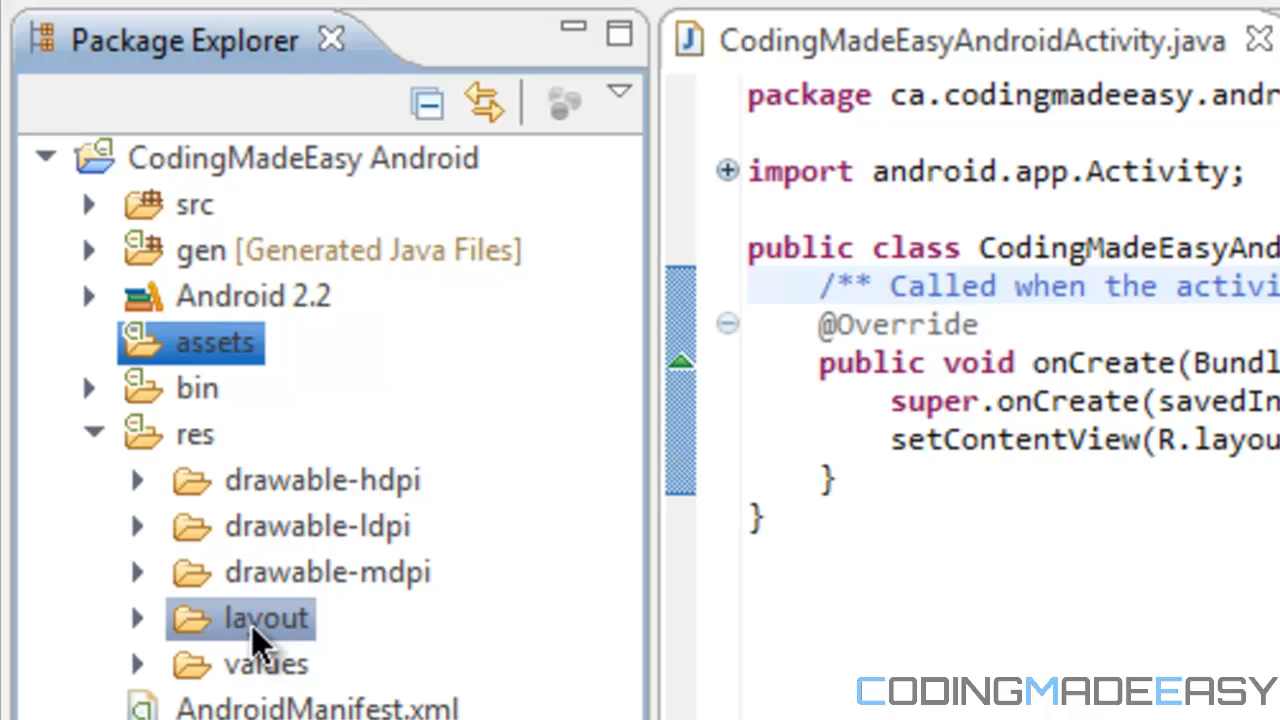 Package Explorer
CodingMadeEasy Android
src
gen [Generated Java Files]
Android 2.2
assets
bin
res
drawable-hdpi
drawable-ldpi
drawable-mdpi
layout
values
AndroidManifest.xml
CodingMadeEasyAndroidActivity.java
package ca.codingmadeeasy.andr
import android.app.Activity;
public class CodingMadeEasyAnd
/** Called when the activi
@Override
public void onCreate(Bundl
super.onCreate(savedIn
setContentView(R.layou
}
}
CODINGMADEEASY